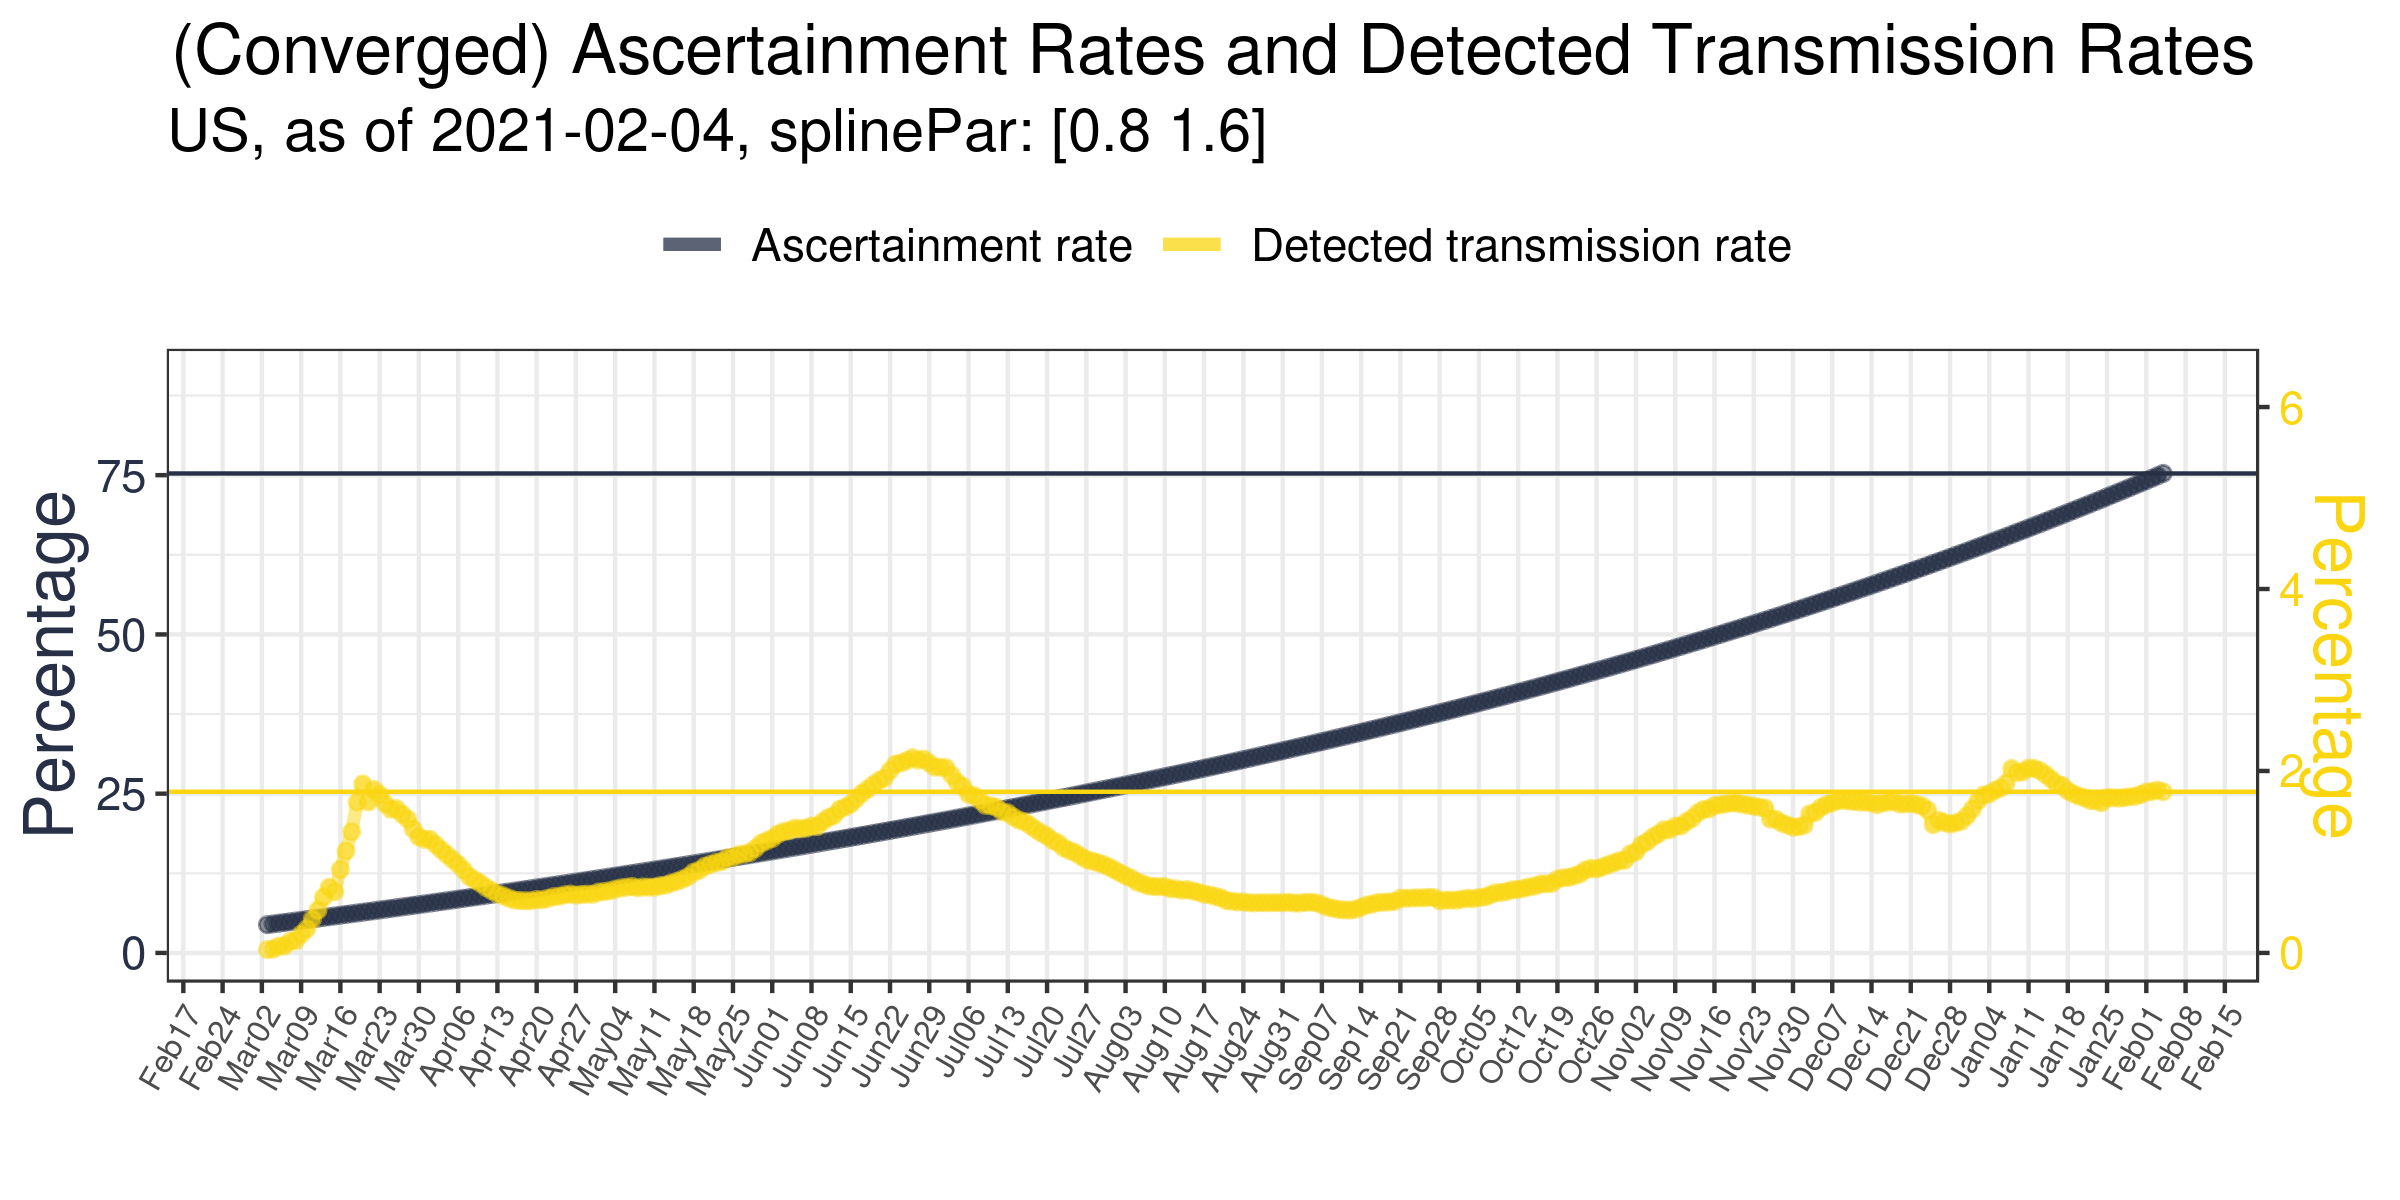 (Converged) Ascertainment Rates and Detected Transmission Rates
US, as of 2021-02-04, splinePar: [0.8 1.6]
Ascertainment rate
Detected transmission rate
Percentage
75
50
25
0
6
4
2
0
Percentage
Feb17
Feb24
Mar02
Mar09
Mar16
Mar23
Mar30
Apr06
Apr13
Apr20
Apr27
May04
May11
May18
May25
Jun01
Jun08
Jun15
Jun22
Jun29
Jul06
Jul13
Jul20
Jul27
Aug03
Aug10
Aug17
Aug24
Aug31
Sep07
Sep14
Sep21
Sep28
Oct05
Oct12
Oct19
Oct26
Nov02
Nov09
Nov16
Nov23
Nov30
Dec07
Dec14
Dec21
Dec28
Jan04
Jan11
Jan18
Jan25
Feb01
Feb08
Feb15